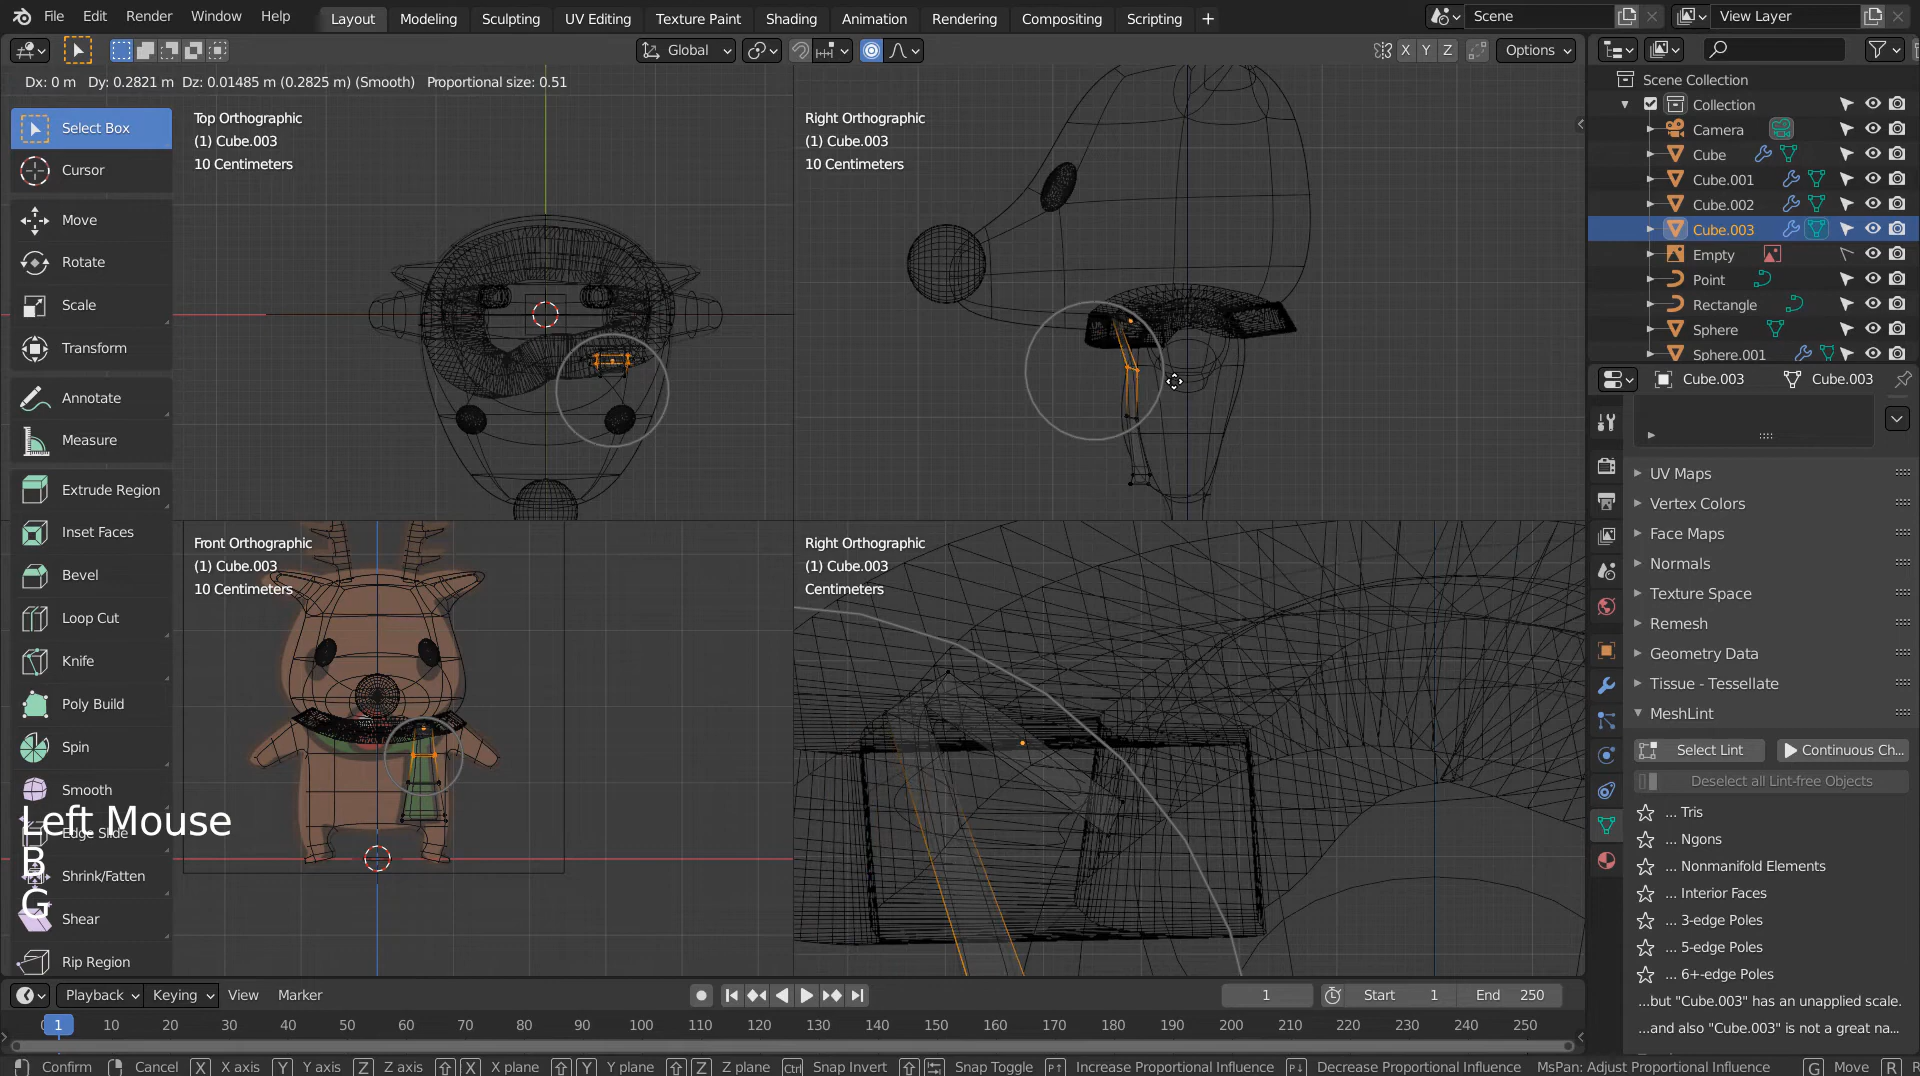 File Edit Render Window Help Layout Modeling Sculpting UV Editing Texture Paint Shading Animation Rendering Compositing Scripting + Scene View Layer
Global X Y Z Options
Dx: 0 m Dy: 0.2821 m Dz: 0.01485 m (0.2825 m) (Smooth) Proportional size: 0.51
Select Box
Cursor
Move
Rotate
Scale
Transform
Annotate
Measure
Extrude Region
Inset Faces
Bevel
Loop Cut
Knife
Poly Build
Spin
Smooth
Edge Slide
Shrink/Fatten
Shear
Rip Region
Left Mouse
B
G
Top Orthographic
(1) Cube.003
10 Centimeters
Right Orthographic
(1) Cube.003
10 Centimeters
Front Orthographic
(1) Cube.003
10 Centimeters
Right Orthographic
(1) Cube.003
Centimeters
Scene Collection
Collection
Camera
Cube
Cube.001
Cube.002
Cube.003
Empty
Point
Rectangle
Sphere
Sphere.001
Cube.003 Cube.003
UV Maps
Vertex Colors
Face Maps
Normals
Texture Space
Remesh
Geometry Data
Tissue - Tessellate
MeshLint
Select Lint Continuous Ch...
Deselect all Lint-free Objects
... Tris
... Ngons
... Nonmanifold Elements
... Interior Faces
... 3-edge Poles
... 5-edge Poles
... 6+-edge Poles
...but "Cube.003" has an unapplied scale.
...and also "Cube.003" is not a great na...
Playback Keying View Marker 1 Start 1 End 250
1 10 20 30 40 50 60 70 80 90 100 110 120 130 140 150 160 170 180 190 200 210 220 230 240 250
Confirm Cancel X X axis Y Y axis Z Z axis X X plane Y Y plane Z Z plane Ctrl Snap Invert Snap Toggle Increase Proportional Influence Decrease Proportional Influence MsPan: Adjust Proportional Influence G Move R